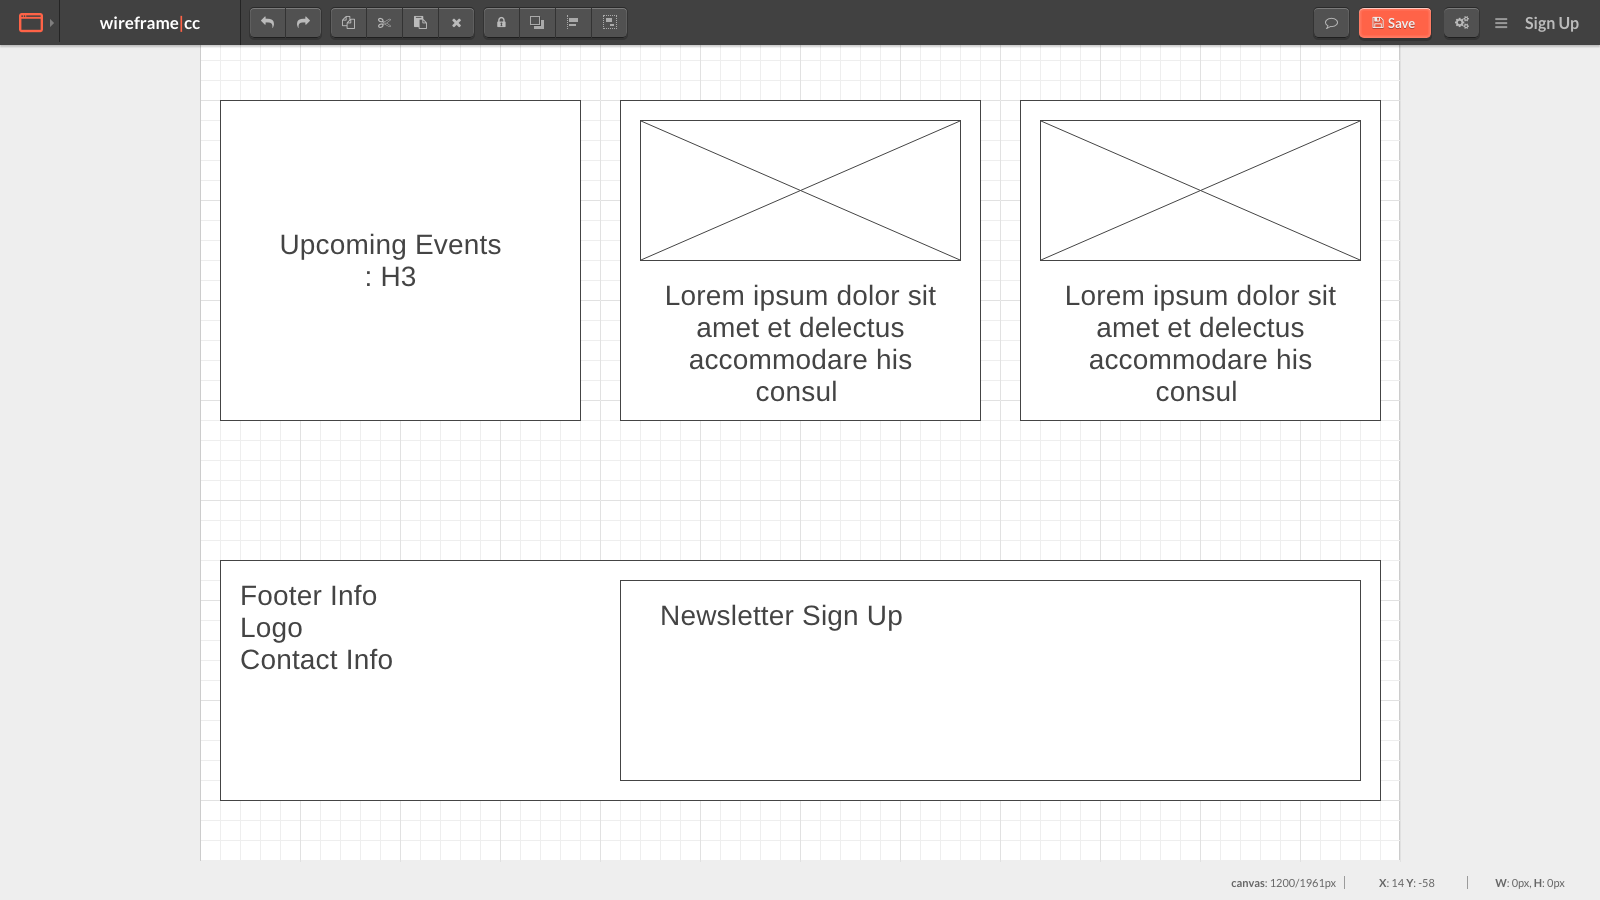 wireframe|cc
Save
Sign Up
Upcoming Events
: H3
Lorem ipsum dolor sit
amet et delectus
accommodare his
consul
Lorem ipsum dolor sit
amet et delectus
accommodare his
consul
Footer Info
Logo
Contact Info
Newsletter Sign Up
canvas: 1200/1961px
X: 14 Y: -58
W: 0px, H: 0px